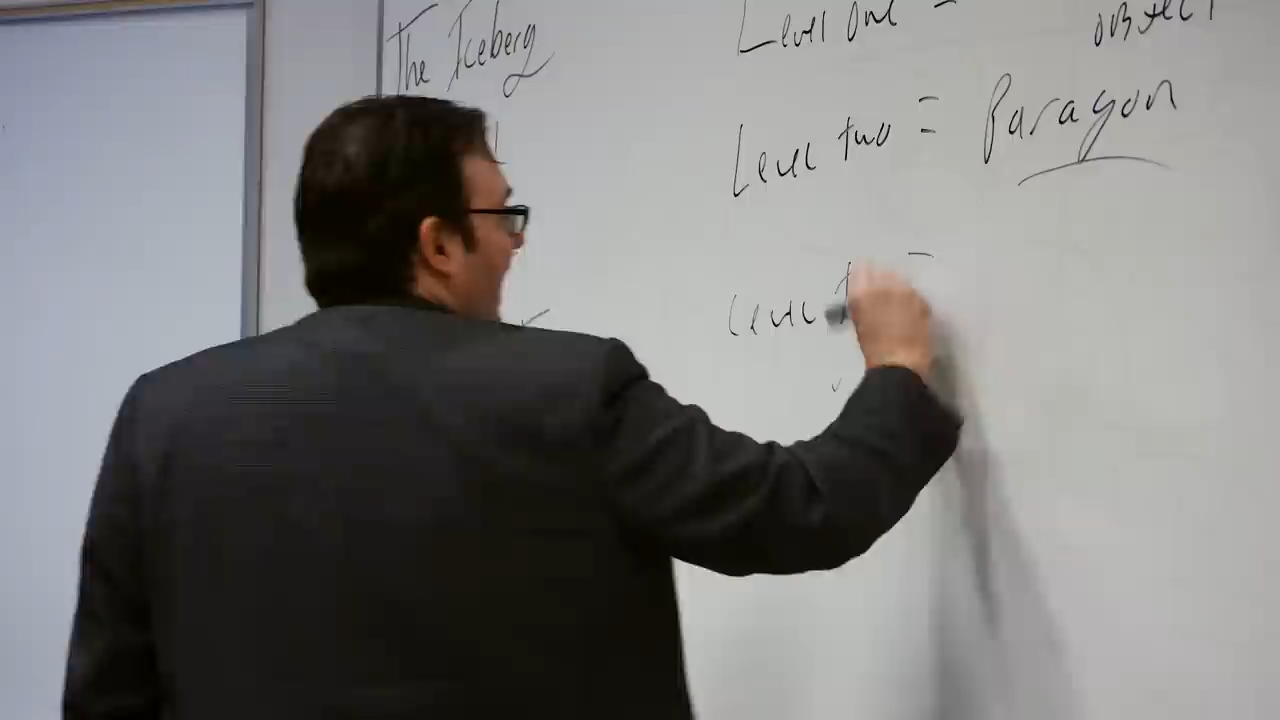 The Iceberg
Level one =
object
Level two = Paragon
Level